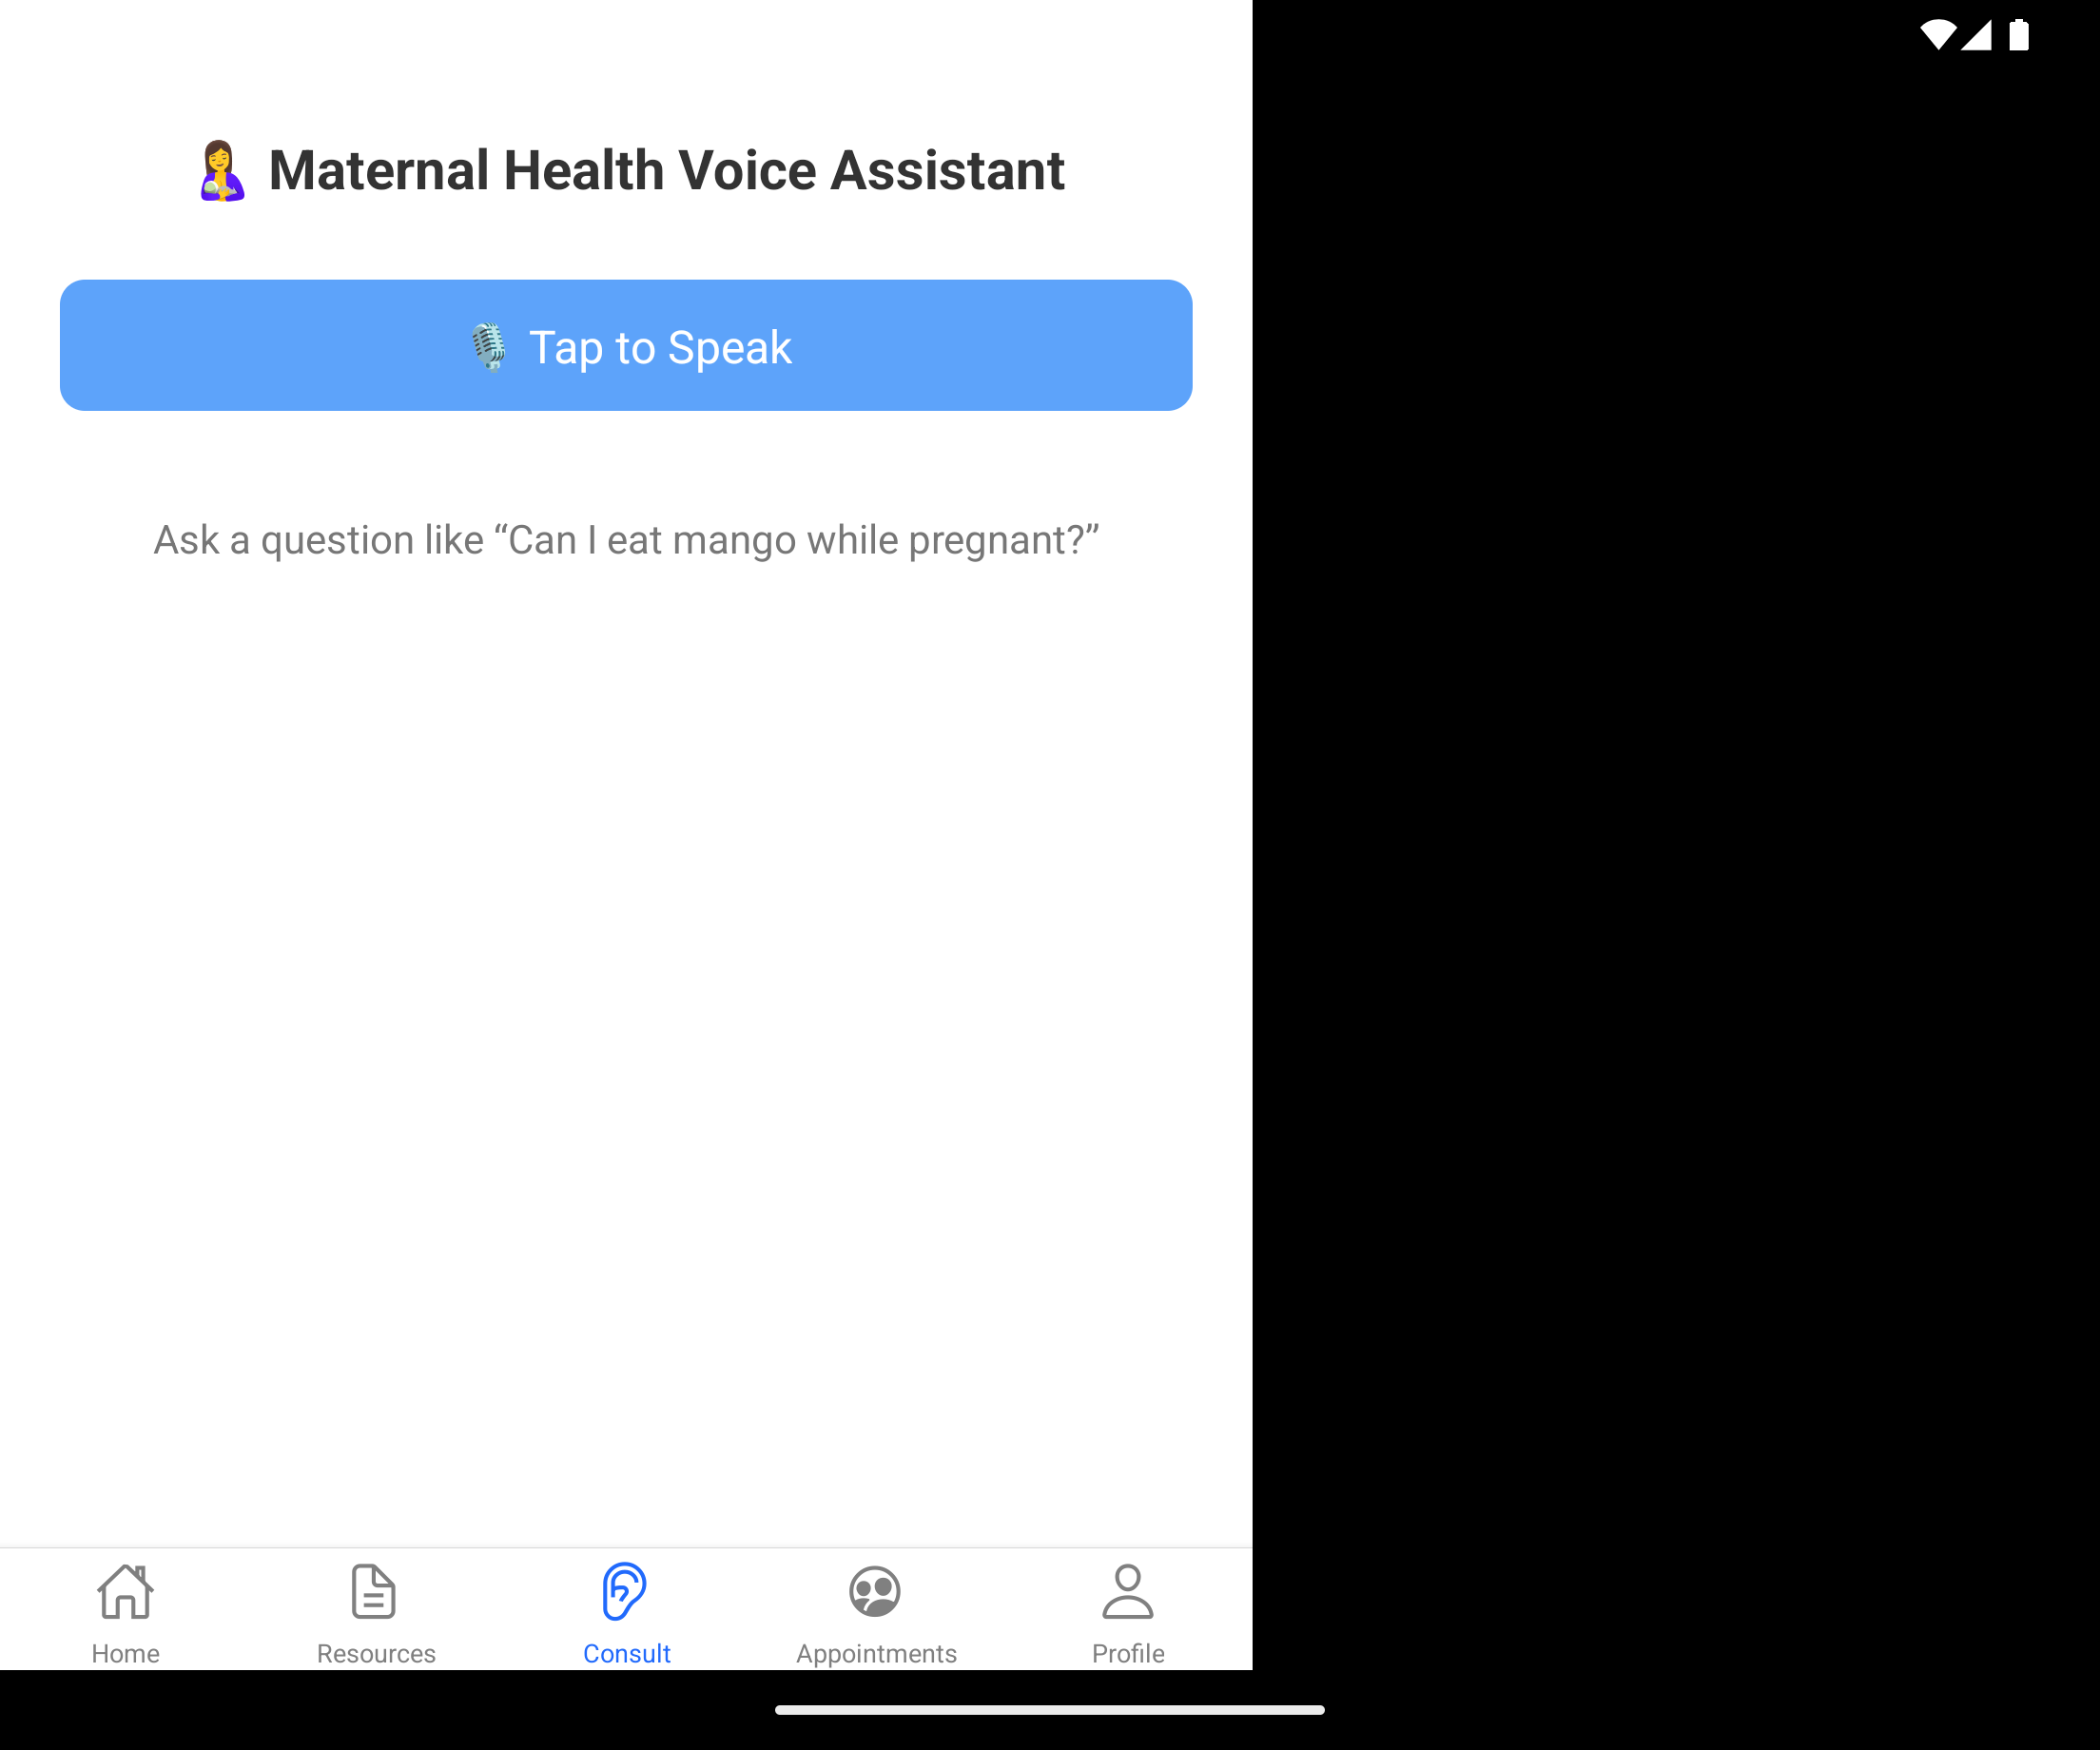 Maternal Health Voice Assistant
Tap to Speak
Ask a question like “Can I eat mango while pregnant?”
Home
Resources
Consult
Appointments
Profile